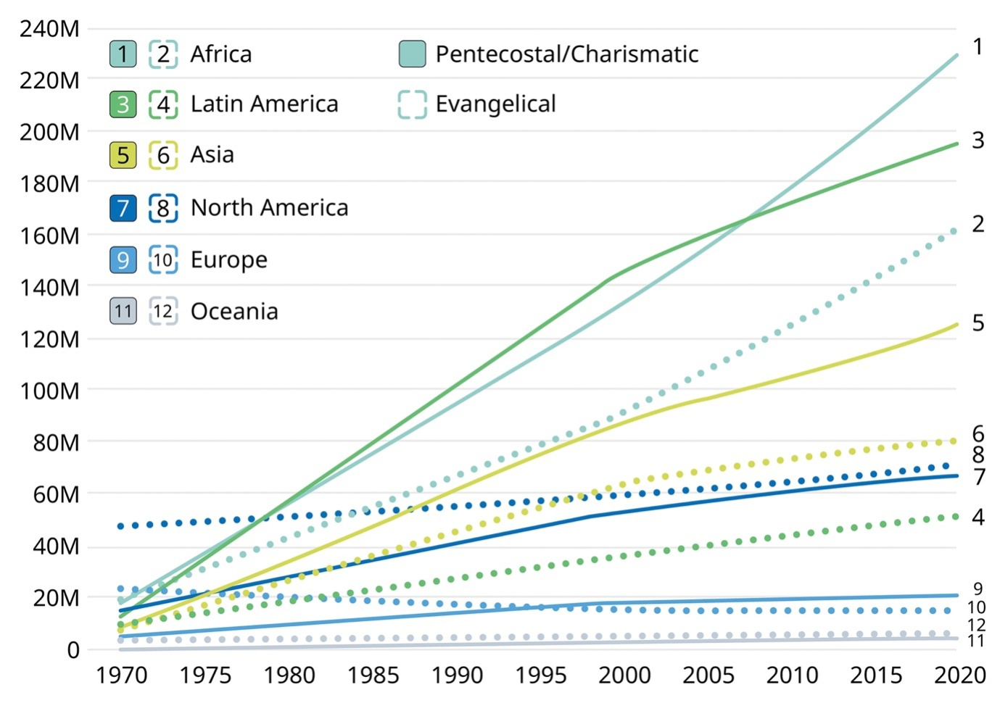 240M
220M
200M
180M
160M
140M
120M
100M
80M
60M
40M
20M
0
1 2 Africa
3 4 Latin America
5 6 Asia
7 8 North America
9 10 Europe
11 12 Oceania
Pentecostal/Charismatic
Evangelical
1
3
2
5
6
8
7
4
9
10
12
11
1970 1975 1980 1985 1990 1995 2000 2005 2010 2015 2020